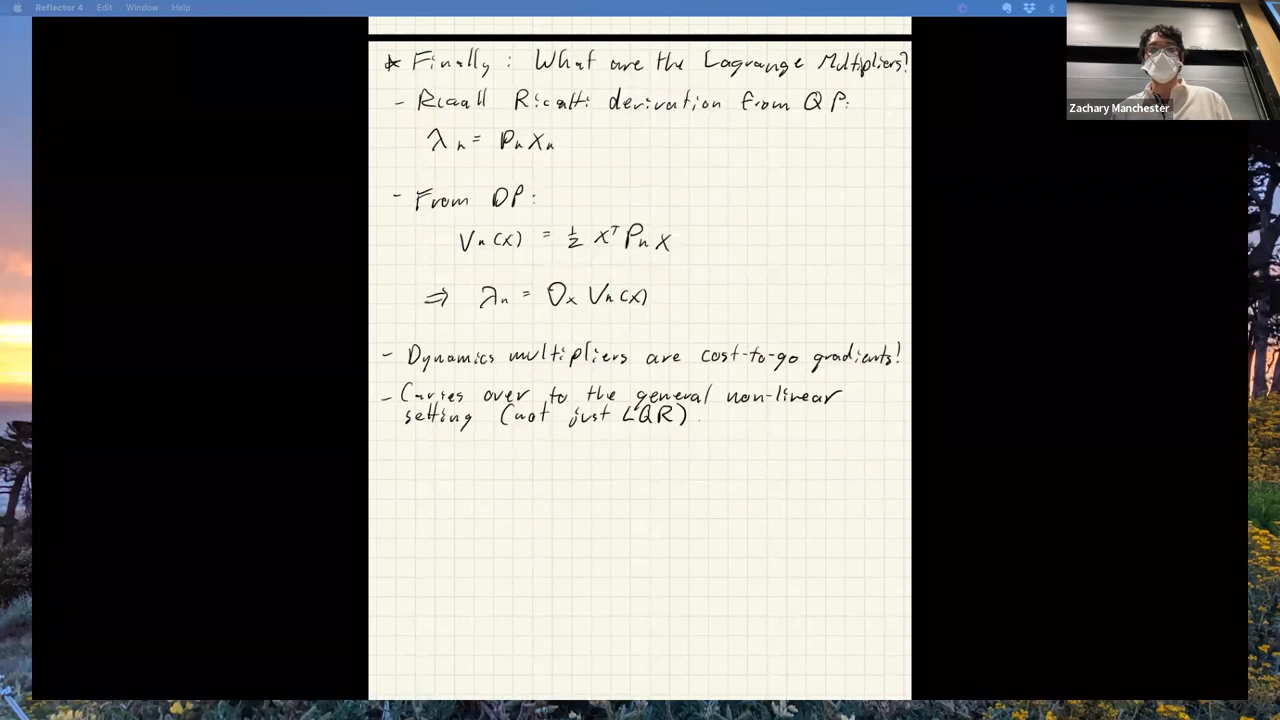 Reflector 4 Edit Window Help
Zachary Manchester
* Finally : What are the Lagrange Multipliers?
- Recall Ricatti derivation from QP:
λn = Pn xn
- From DP:
Vn(x) = 1/2 xᵀ Pn x
⇒ λn = ∇x Vn(x)
- Dynamics multipliers are cost-to-go gradients!
- Carries over to the general non-linear
setting (not just LQR)